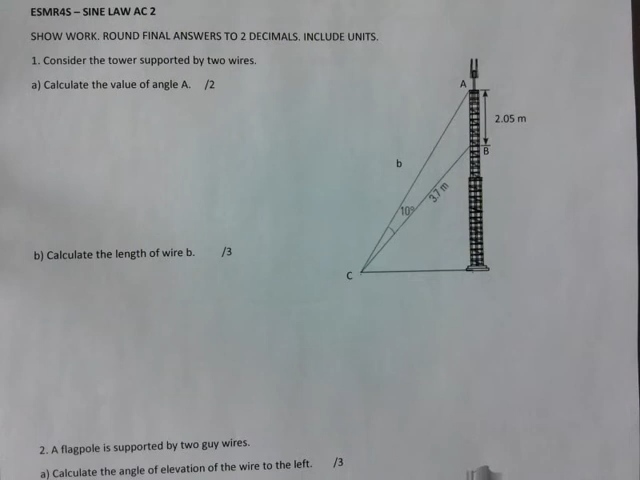 ESMR4S – SINE LAW AC 2
SHOW WORK. ROUND FINAL ANSWERS TO 2 DECIMALS. INCLUDE UNITS.
1. Consider the tower supported by two wires.
a) Calculate the value of angle A. /2
A
2.05 m
B
b
3.7 m
10°
b) Calculate the length of wire b. /3
C
2. A flagpole is supported by two guy wires.
a) Calculate the angle of elevation of the wire to the left. /3